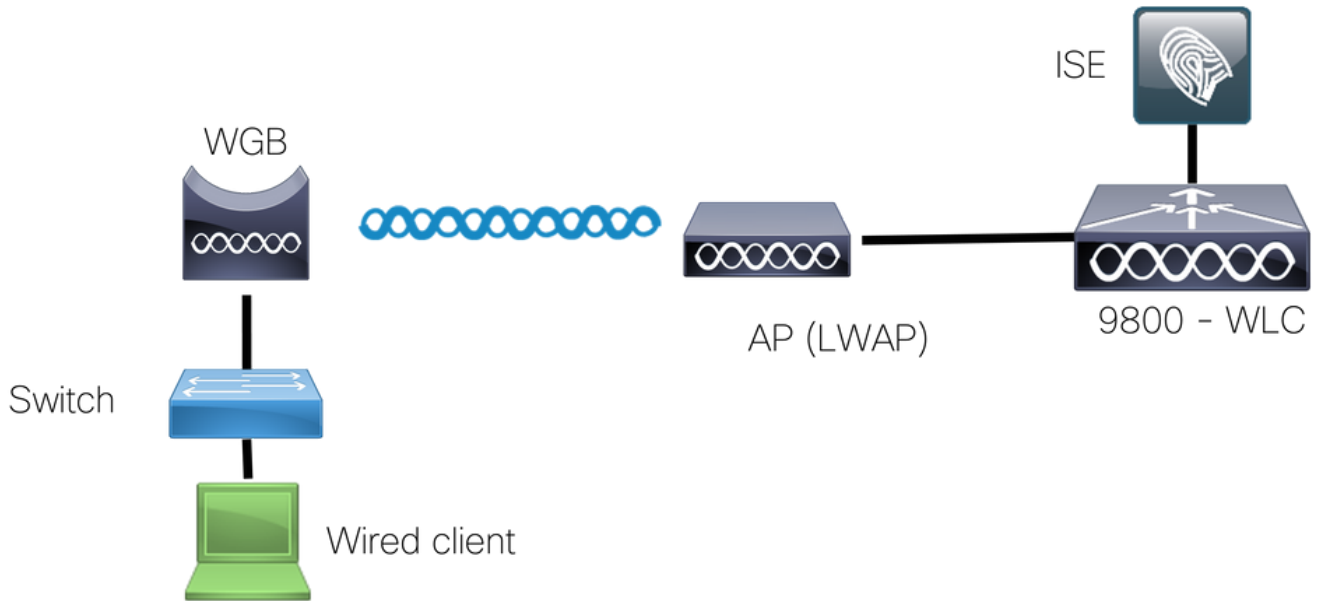 ISE
WGB
AP (LWAP)
9800 - WLC
Switch
Wired client